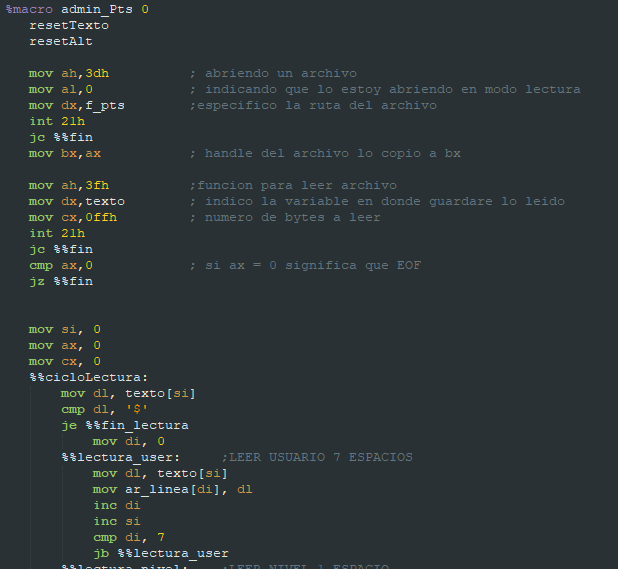 %macro admin_Pts 0
resetTexto
resetAlt
mov ah,3dh ; abriendo un archivo
mov al,0 ; indicando que lo estoy abriendo en modo lectura
mov dx,f_pts ;especifico la ruta del archivo
int 21h
jc %%fin
mov bx,ax ; handle del archivo lo copio a bx
mov ah,3fh ;funcion para leer archivo
mov dx,texto ; indico la variable en donde guardare lo leido
mov cx,0ffh ; numero de bytes a leer
int 21h
jc %%fin
cmp ax,0 ; si ax = 0 significa que EOF
jz %%fin
mov si, 0
mov ax, 0
mov cx, 0
%%cicloLectura:
mov dl, texto[si]
cmp dl, '$'
je %%fin_lectura
mov di, 0
%%lectura_user: ;LEER USUARIO 7 ESPACIOS
mov dl, texto[si]
mov ar_linea[di], dl
inc di
inc si
cmp di, 7
jb %%lectura_user
%%lectura_nivel: ;LEER NIVEL 1 ESPACIO